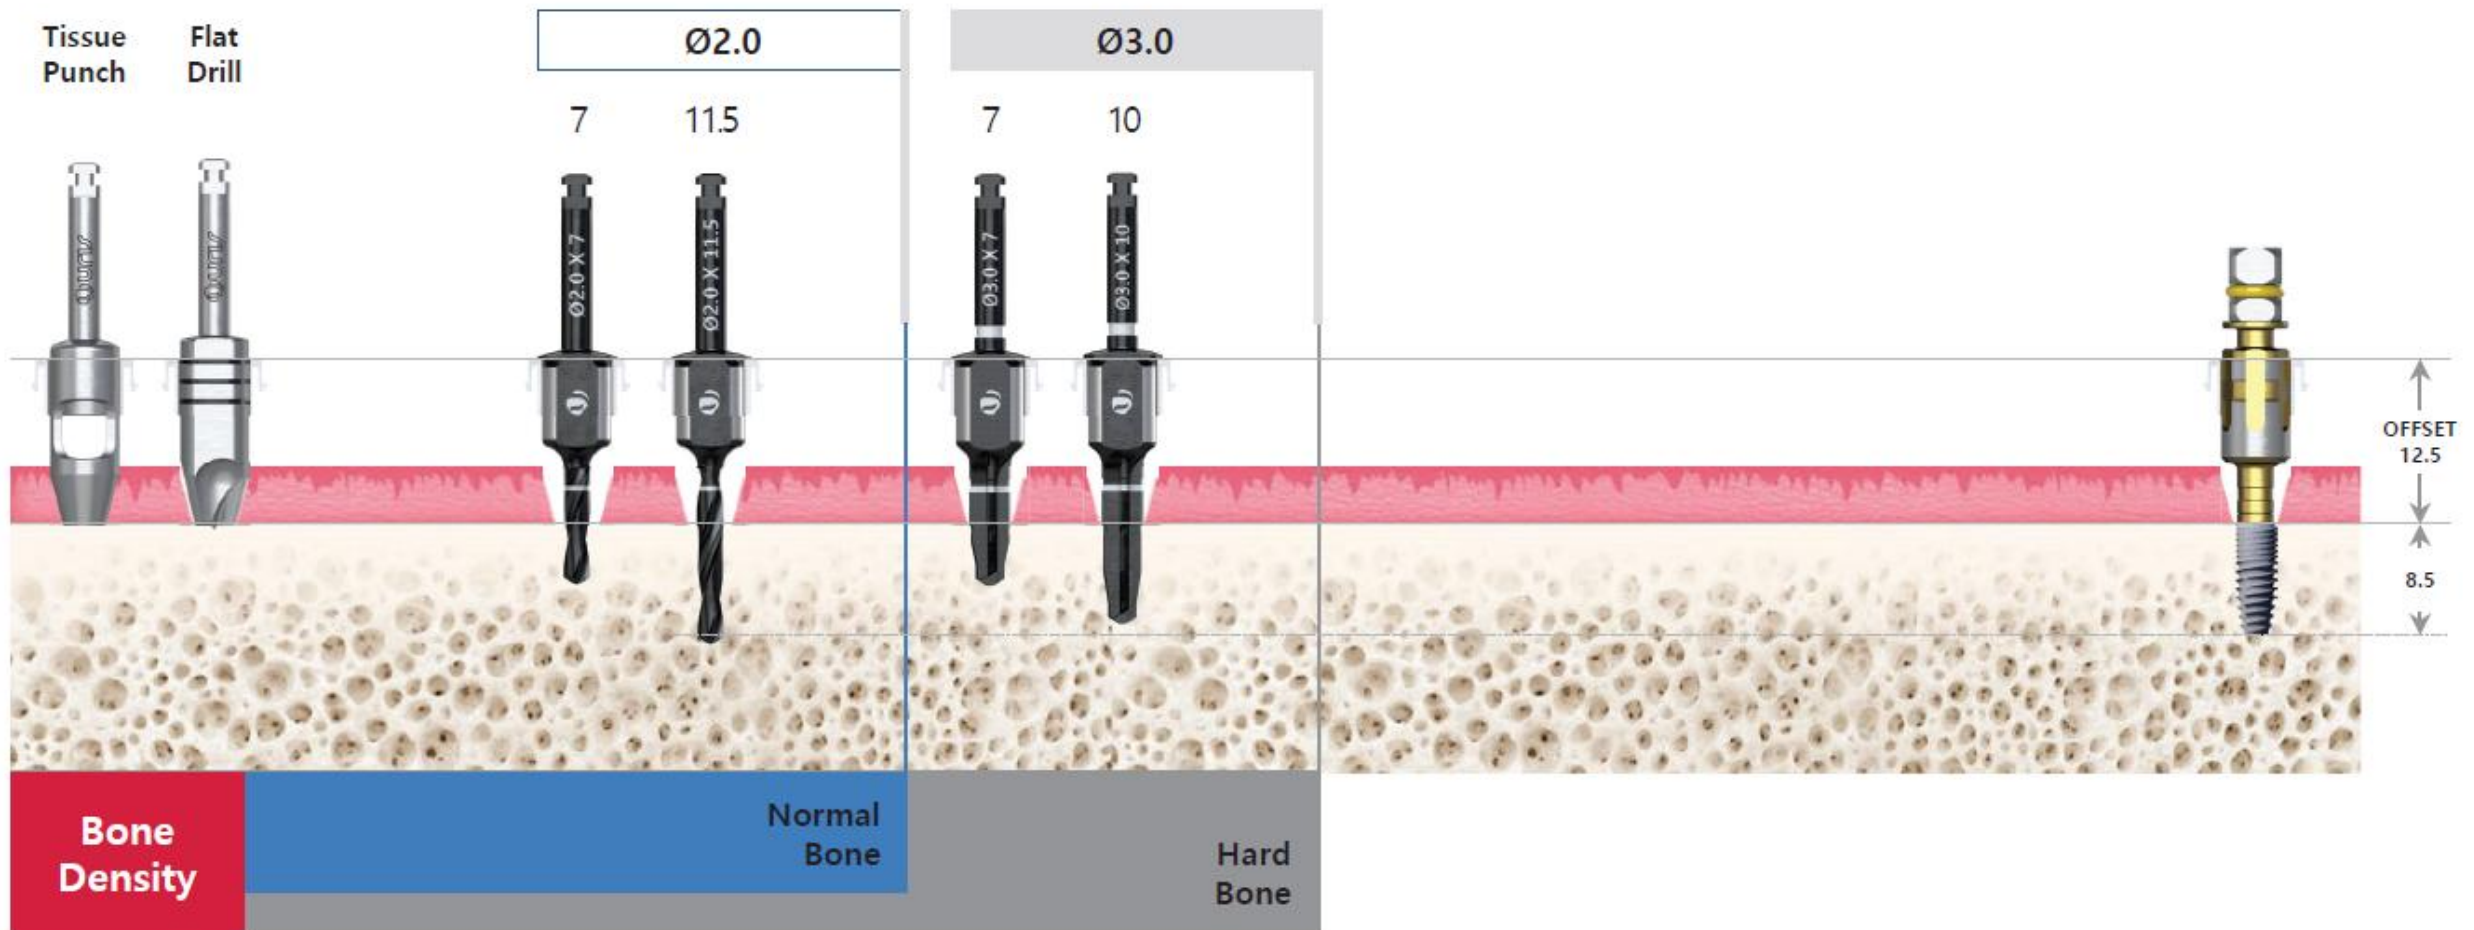 Tissue
Punch
Flat
Drill
Ø2.0
Ø3.0
7
11.5
7
10
Ø2.0 X 7
Ø2.0 X 11.5
Ø3.0 X 7
Ø3.0 X 10
OFFSET
12.5
8.5
Bone
Density
Normal
Bone
Hard
Bone